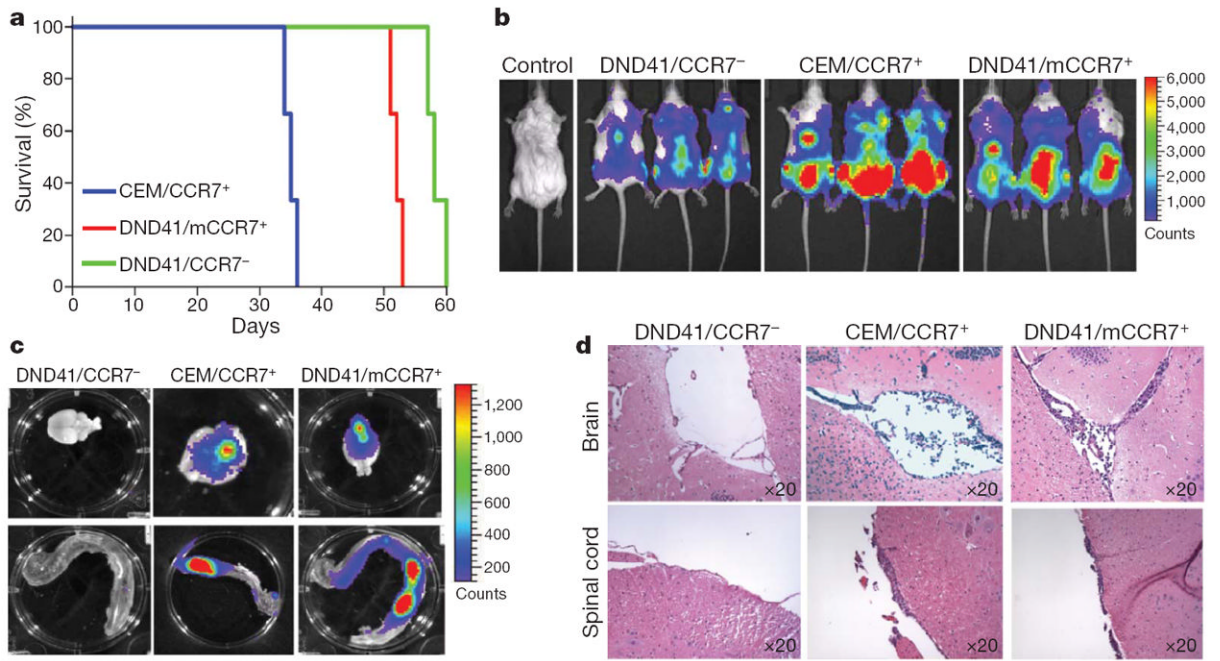 a
100
80
60
40
20
0
Survival (%)
CEM/CCR7⁺
DND41/mCCR7⁺
DND41/CCR7⁻
0 10 20 30 40 50 60
Days
b
Control DND41/CCR7⁻ CEM/CCR7⁺ DND41/mCCR7⁺
6,000
5,000
4,000
3,000
2,000
1,000
Counts
c
DND41/CCR7⁻ CEM/CCR7⁺ DND41/mCCR7⁺
1,200
1,000
800
600
400
200
Counts
d
DND41/CCR7⁻ CEM/CCR7⁺ DND41/mCCR7⁺
Brain
×20 ×20 ×20
Spinal cord
×20 ×20 ×20